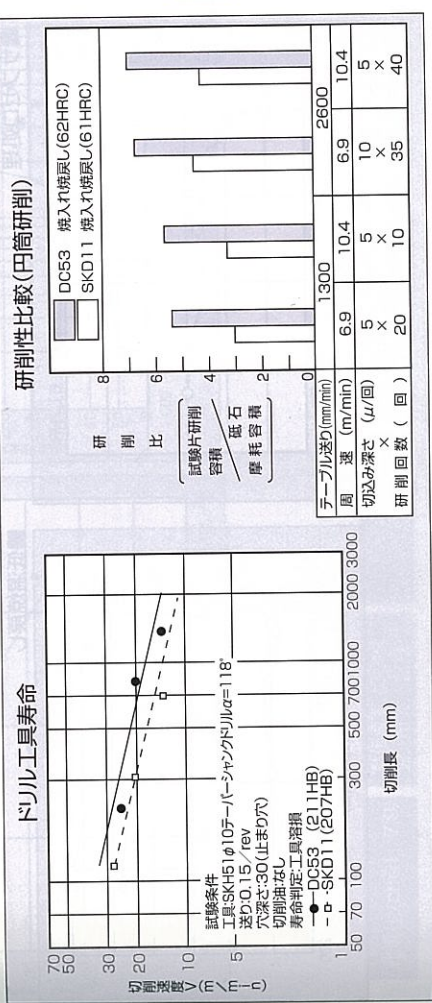 ドリル工具寿命
切削速度V(m/min)
70
50
30
20
10
5
1
試験条件
工具:SKH51φ10テーパーシャンクドリルα=118°
送り:0.15/rev
穴深さ:30(止まり穴)
切削油:なし
寿命判定:工具溶損
DC53 (211HB)
SKD11(207HB)
50 70 100 300 500 700 1000 2000 3000
切削長 (mm)
研削性比較(円筒研削)
DC53 焼入れ焼戻し(62HRC)
SKD11 焼入れ焼戻し(61HRC)
研削比
試験片研削
容積
砥石
摩耗容積
8
6
4
2
0
テーブル送り(mm/min) 1300 2600
周速 (m/min) 6.9 10.4 6.9 10.4
切込み深さ (μ/回) 5 5 10 5
× × × × ×
研削回数 (回) 20 10 35 40